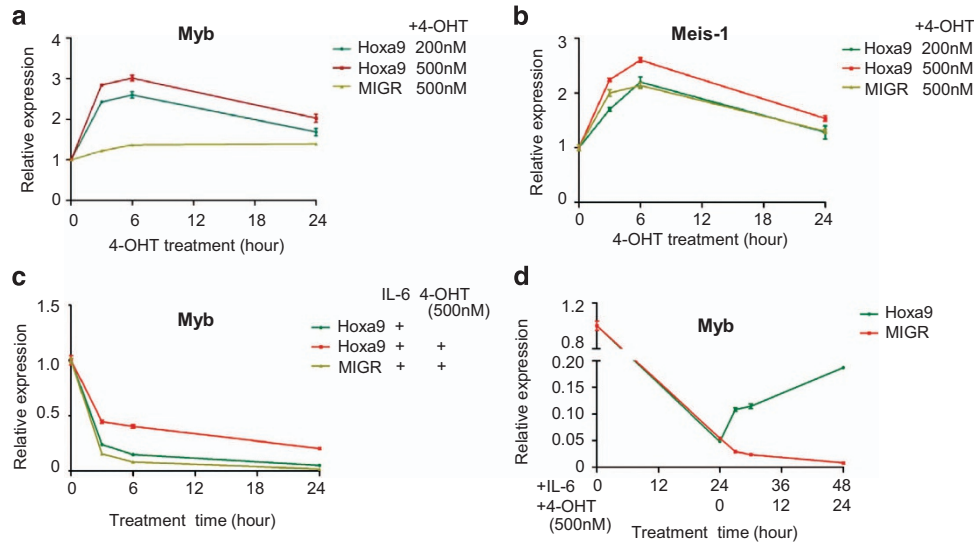 a
Myb
+4-OHT
Hoxa9 200nM
Hoxa9 500nM
MIGR 500nM
Relative expression
4
3
2
1
0
0 6 12 18 24
4-OHT treatment (hour)
b
Meis-1
+4-OHT
Hoxa9 200nM
Hoxa9 500nM
MIGR 500nM
Relative expression
3
2
1
0
0 6 12 18 24
4-OHT treatment (hour)
c
Myb
IL-6 4-OHT
(500nM)
Hoxa9 +
Hoxa9 + +
MIGR + +
Relative expression
1.5
1.0
0.5
0
0 6 12 18 24
Treatment time (hour)
d
Myb
Hoxa9
MIGR
Relative expression
1.2
0.8
0.20
0.15
0.10
0.05
0
+IL-6 0 12 24 36 48
+4-OHT 0 12 24
(500nM)
Treatment time (hour)